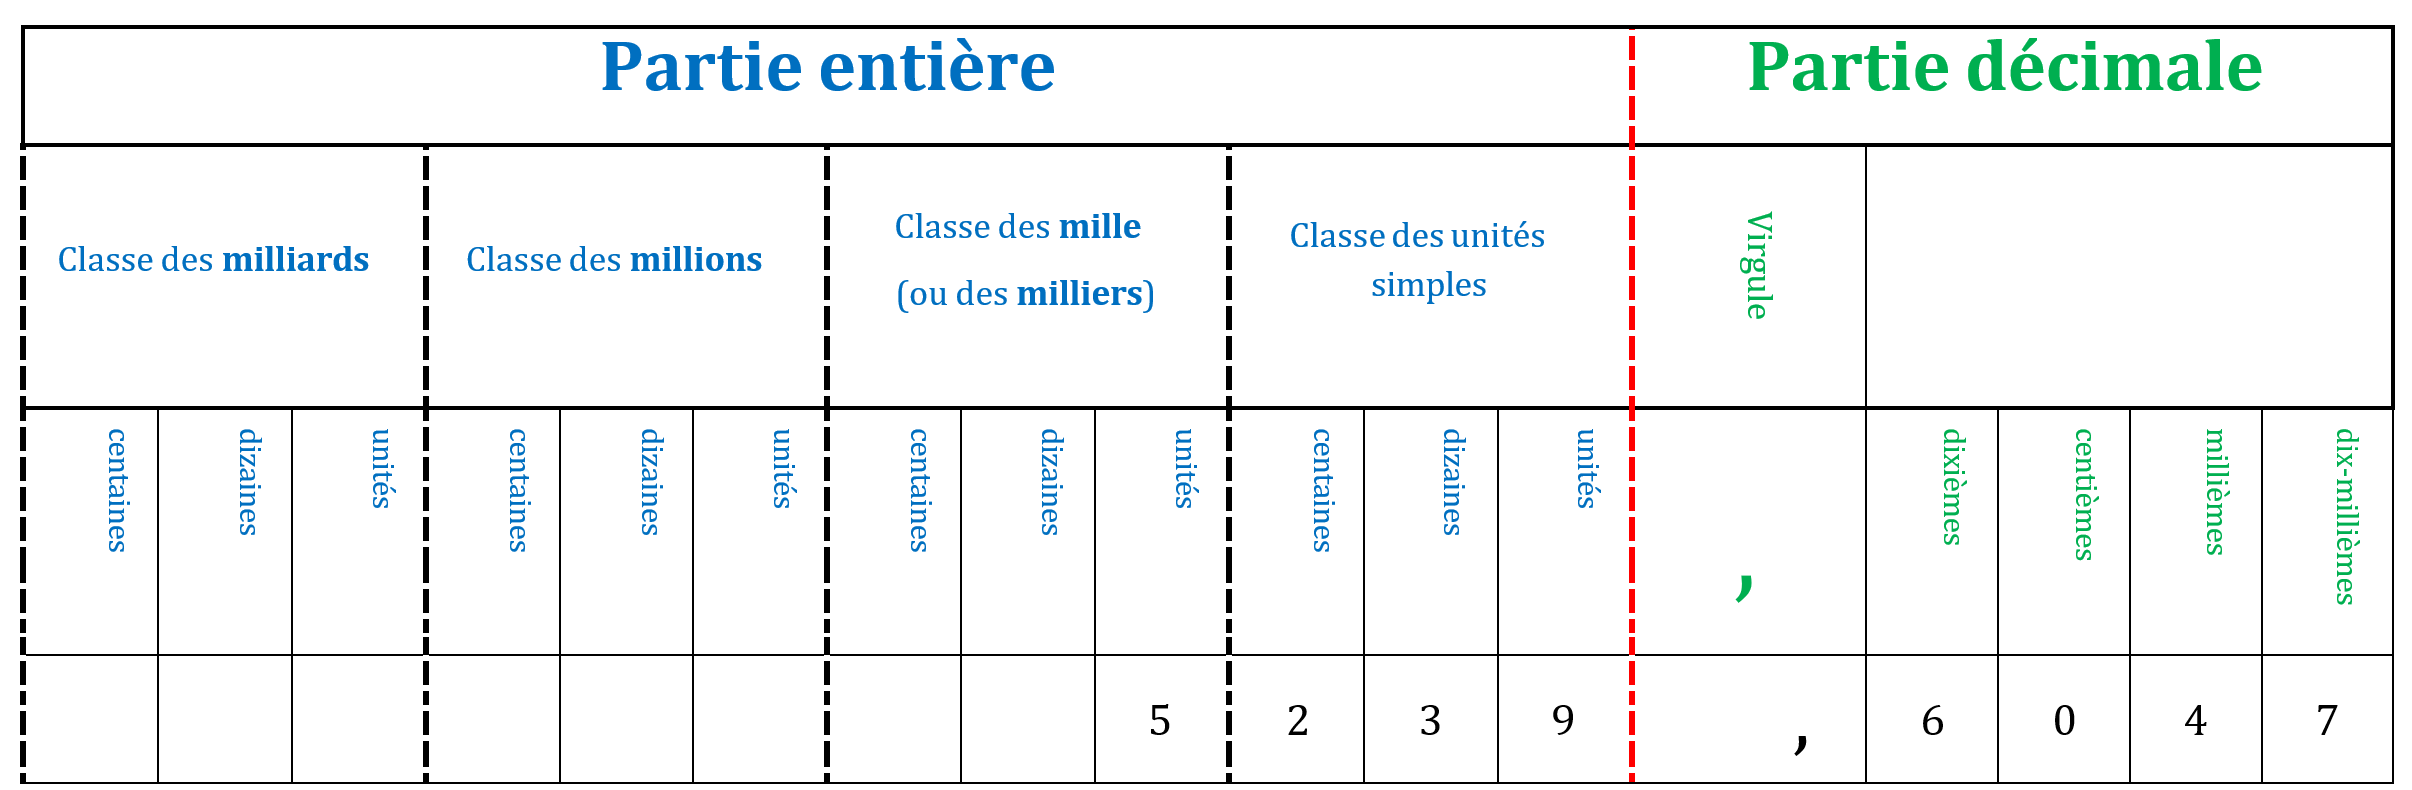 Partie entière
Partie décimale
Classe des milliards
Classe des millions
Classe des mille
(ou des milliers)
Classe des unités
simples
Virgule
centaines
dizaines
unités
centaines
dizaines
unités
centaines
dizaines
unités
centaines
dizaines
unités
,
dixièmes
centièmes
millièmes
dix-millièmes
5 2 3 9 , 6 0 4 7